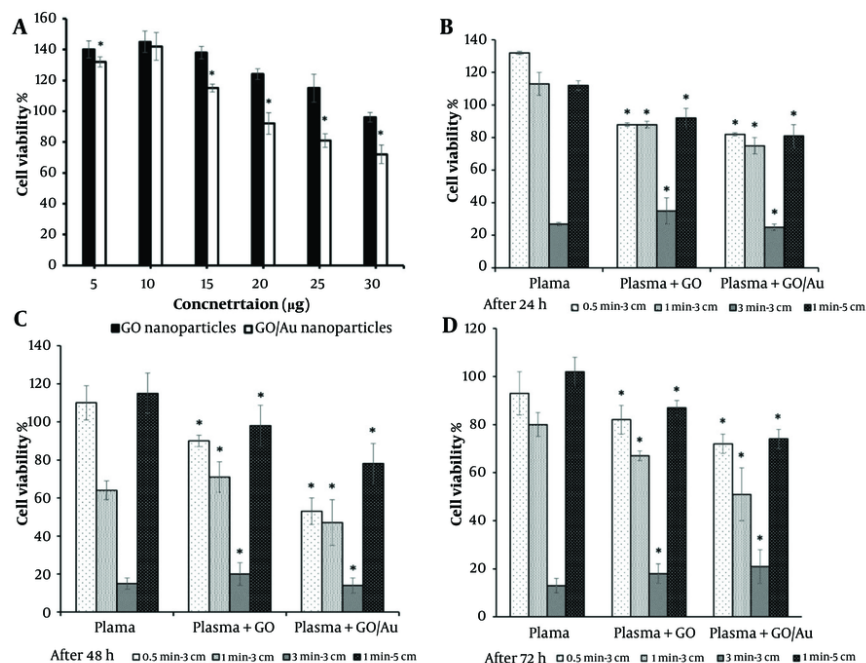 A
Cell viability %
160
140
120
100
80
60
40
20
0
* * * * *
5 10 15 20 25 30
Concnetrtaion (µg)
GO nanoparticles GO/Au nanoparticles
B
Cell viability %
140
120
100
80
60
40
20
0
* * * * * * * *
Plama Plasma + GO Plasma + GO/Au
After 24 h 0.5 min-3 cm 1 min-3 cm 3 min-3 cm 1 min-5 cm
C
Cell viability %
140
120
100
80
60
40
20
0
* * * * * * * *
Plama Plasma + GO Plasma + GO/Au
After 48 h 0.5 min-3 cm 1 min-3 cm 3 min-3 cm 1 min-5 cm
D
Cell viability %
120
100
80
60
40
20
0
* * * * * * * *
Plama Plasma + GO Plasma + GO/Au
After 72 h 0.5 min-3 cm 1 min-3 cm 3 min-3 cm 1 min-5 cm